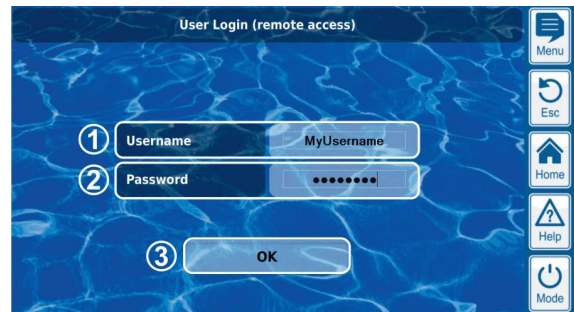 User Login (remote access)
Menu
Esc
1 Username MyUsername
Home
2 Password ••••••••
Help
3 OK
Mode